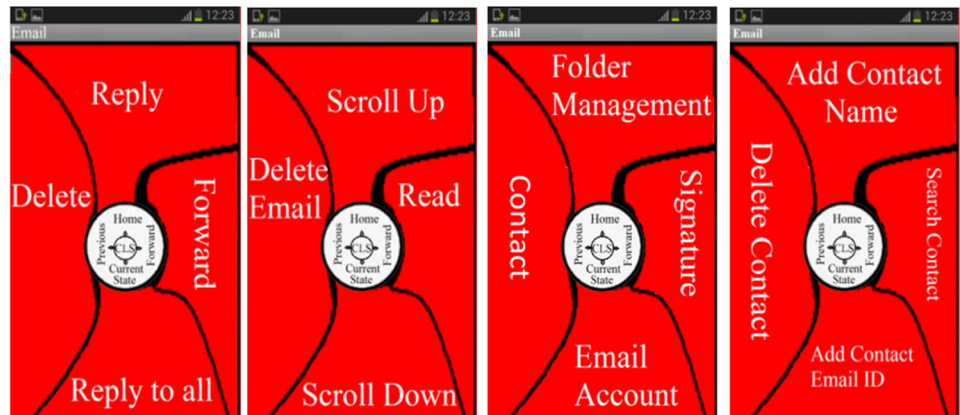 12:23
Email
Reply
Delete
Forward
Home
Previous
CLS
Forward
Current
State
Reply to all
12:23
Email
Scroll Up
Delete
Email
Read
Home
Previous
CLS
Forward
Current
State
Scroll Down
12:23
Email
Folder
Management
Contact
Signature
Home
Previous
CLS
Forward
Current
State
Email
Account
12:23
Email
Add Contact
Name
Delete Contact
Search Contact
Home
Previous
CLS
Forward
Current
State
Add Contact
Email ID